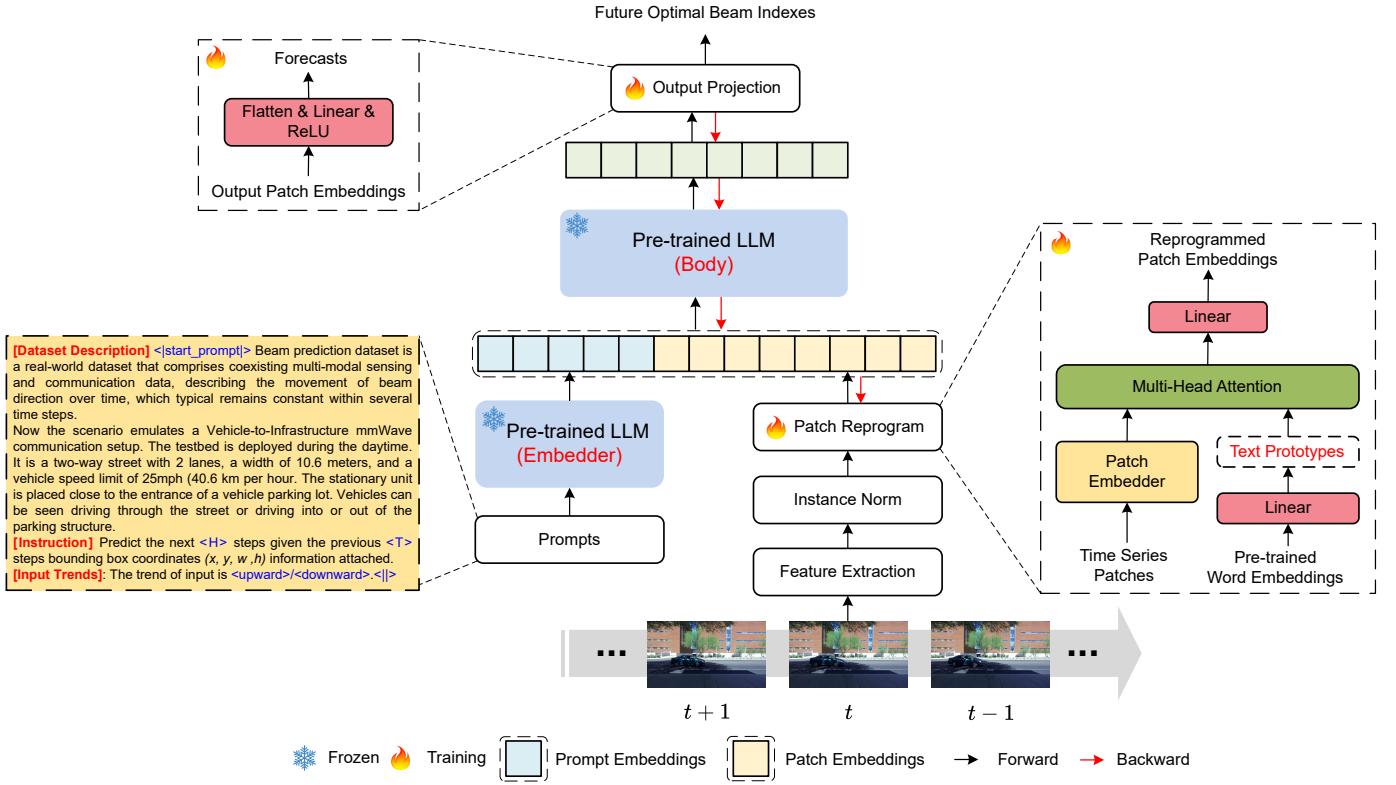 Future Optimal Beam Indexes
Forecasts
Flatten & Linear &
ReLU
Output Patch Embeddings
Output Projection
Pre-trained LLM
(Body)
[Dataset Description] <|start_prompt|> Beam prediction dataset is
a real-world dataset that comprises coexisting multi-modal sensing
and communication data, describing the movement of beam
direction over time, which typical remains constant within several
time steps.
Now the scenario emulates a Vehicle-to-Infrastructure mmWave
communication setup. The testbed is deployed during the daytime.
It is a two-way street with 2 lanes, a width of 10.6 meters, and a
vehicle speed limit of 25mph (40.6 km per hour. The stationary unit
is placed close to the entrance of a vehicle parking lot. Vehicles can
be seen driving through the street or driving into or out of the
parking structure.
[Instruction] Predict the next <H> steps given the previous <T>
steps bounding box coordinates (x, y, w ,h) information attached.
[Input Trends]: The trend of input is <upward>/<downward>.<||>
Pre-trained LLM
(Embedder)
Prompts
Patch Reprogram
Instance Norm
Feature Extraction
Reprogrammed
Patch Embeddings
Linear
Multi-Head Attention
Patch
Embedder
Text Prototypes
Linear
Time Series
Patches
Pre-trained
Word Embeddings
... ...
t + 1 t t − 1
Frozen Training Prompt Embeddings Patch Embeddings Forward Backward